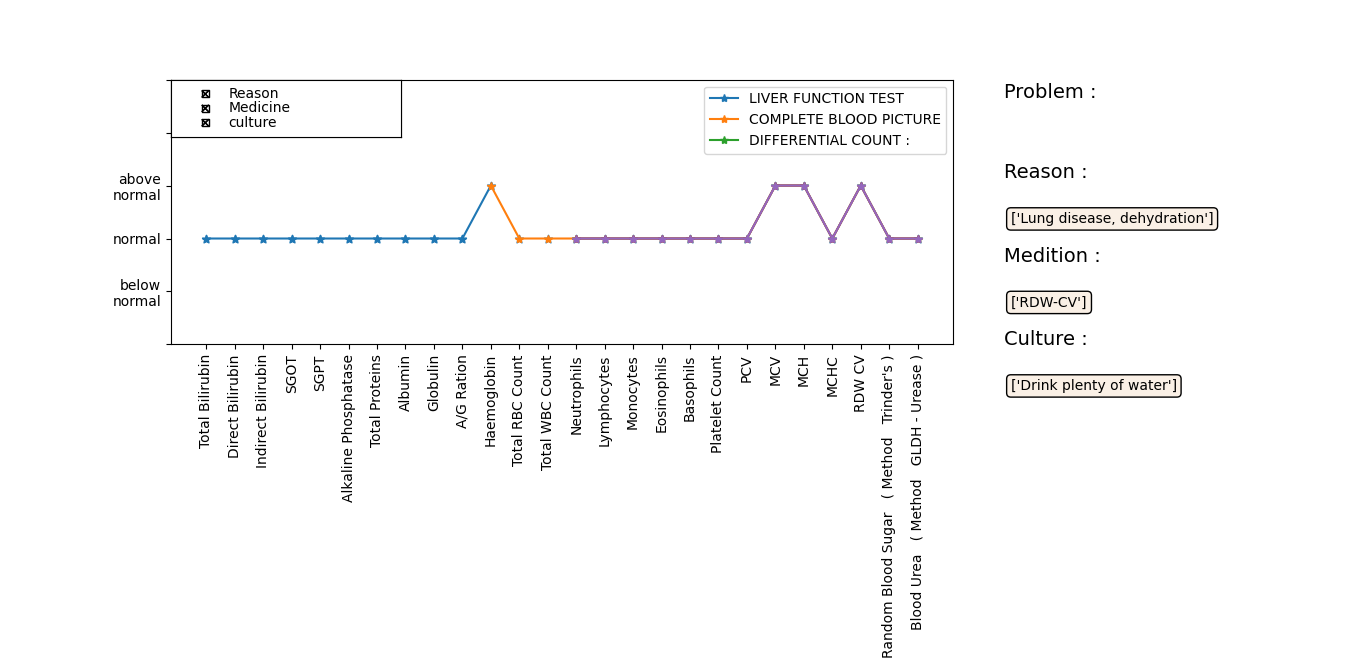 Reason
Medicine
culture
LIVER FUNCTION TEST
COMPLETE BLOOD PICTURE
DIFFERENTIAL COUNT :
above
normal
normal
below
normal
Total Bilirubin
Direct Bilirubin
Indirect Bilirubin
SGOT
SGPT
Alkaline Phosphatase
Total Proteins
Albumin
Globulin
A/G Ration
Haemoglobin
Total RBC Count
Total WBC Count
Neutrophils
Lymphocytes
Monocytes
Eosinophils
Basophils
Platelet Count
PCV
MCV
MCH
MCHC
RDW CV
Random Blood Sugar ( Method Trinder's )
Blood Urea ( Method GLDH - Urease )
Problem :
Reason :
['Lung disease, dehydration']
Medition :
['RDW-CV']
Culture :
['Drink plenty of water']